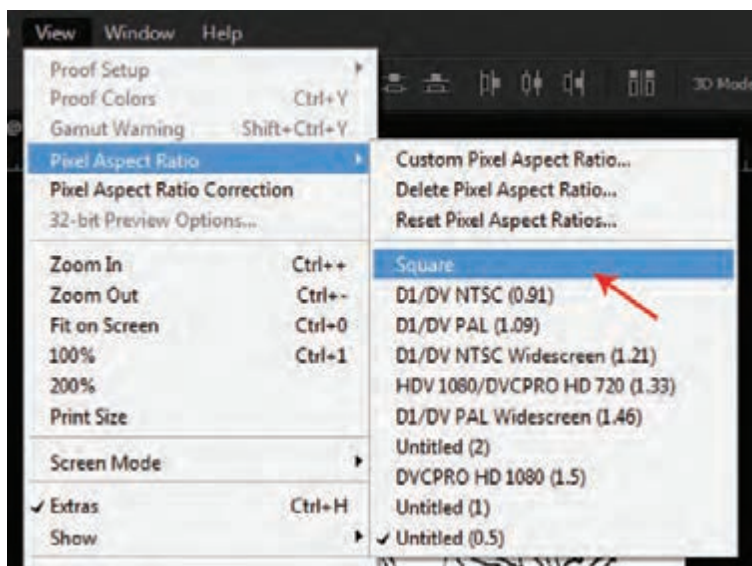 View Window Help
3D Mode
Proof Setup
Proof Colors Ctrl+Y
Gamut Warning Shift+Ctrl+Y
Pixel Aspect Ratio
Pixel Aspect Ratio Correction
32-bit Preview Options...
Zoom In Ctrl++
Zoom Out Ctrl+-
Fit on Screen Ctrl+0
100% Ctrl+1
200%
Print Size
Screen Mode
Extras Ctrl+H
Show
Custom Pixel Aspect Ratio...
Delete Pixel Aspect Ratio...
Reset Pixel Aspect Ratios...
Square
D1/DV NTSC (0.91)
D1/DV PAL (1.09)
D1/DV NTSC Widescreen (1.21)
HDV 1080/DVCPRO HD 720 (1.33)
D1/DV PAL Widescreen (1.46)
Untitled (2)
DVCPRO HD 1080 (1.5)
Untitled (1)
Untitled (0.5)